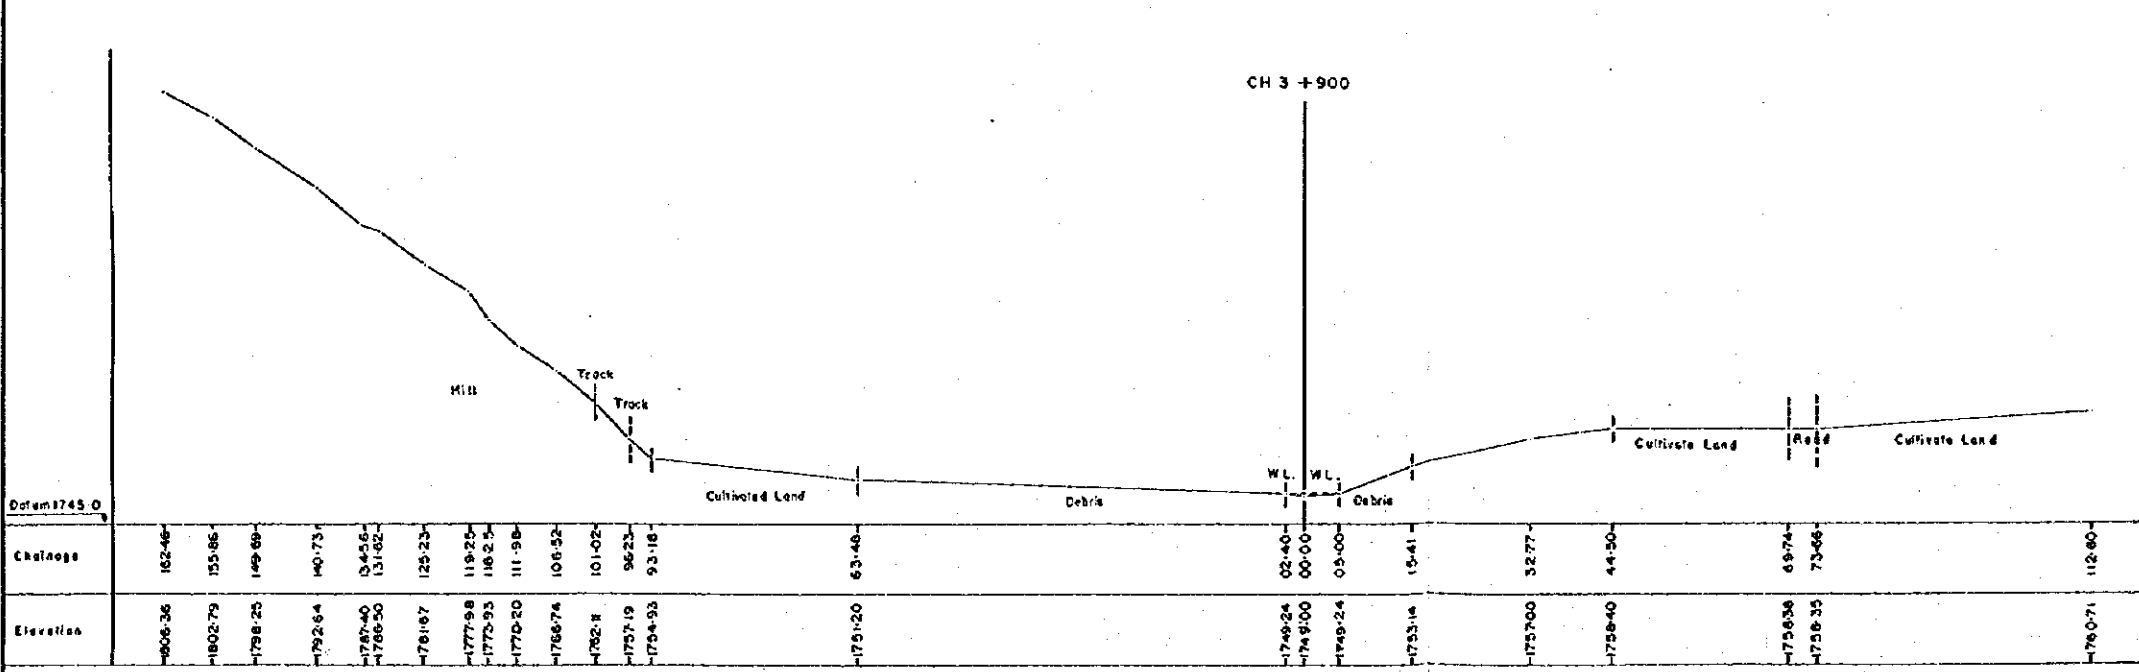 CH 3 + 900
Track
Hill
Track
W.L. W.L.
Cultivate Land
Road
Cultivate Land
Cultivated Land
Debris
Debris
Datum 1745·0
Chainage 162·46 155·86 149·69 140·73 134·56 131·62 125·23 119·25 116·25 111·98 106·52 101·02 96·23 93·18 63·48 02·40 00·00 05·00 15·41 32·77 44·50 69·74 73·66 112·60
Elevation 1806·36 1802·79 1798·25 1792·64 1787·40 1786·50 1781·67 1777·98 1773·93 1770·20 1766·74 1762·11 1757·19 1754·93 1751·20 1749·24 1749·00 1749·24 1753·14 1757·00 1758·40 1758·38 1758·35 1760·71